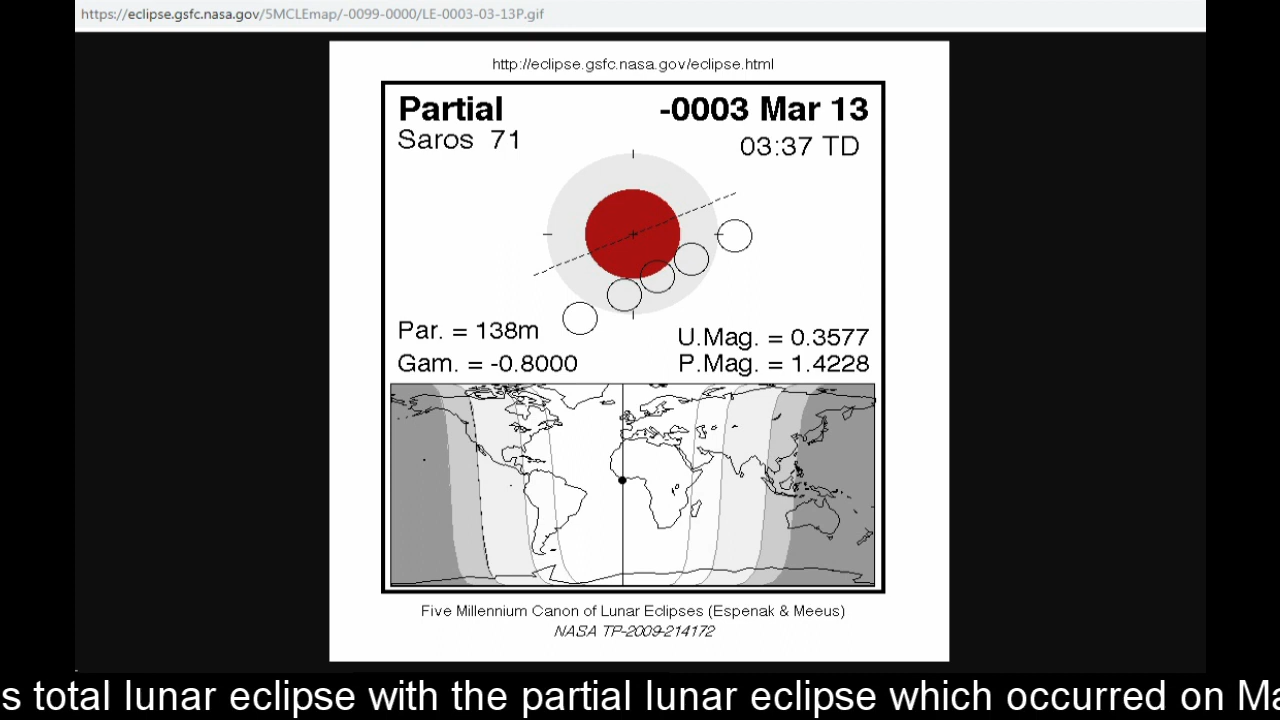 https://eclipse.gsfc.nasa.gov/5MCLEmap/-0099-0000/LE-0003-03-13P.gif
http://eclipse.gsfc.nasa.gov/eclipse.html
Partial
-0003 Mar 13
Saros 71
03:37 TD
Par. = 138m
U.Mag. = 0.3577
Gam. = -0.8000
P.Mag. = 1.4228
Five Millennium Canon of Lunar Eclipses (Espenak & Meeus)
NASA TP-2009-214172
s total lunar eclipse with the partial lunar eclipse which occurred on Ma